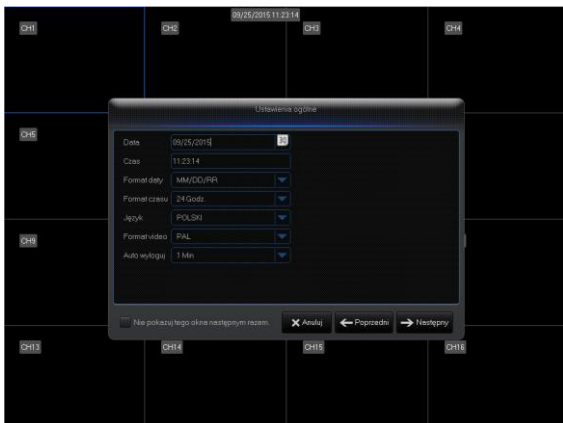 09/25/2015 11:23:14
CH1
CH2
CH3
CH4
Ustawienia ogólne
CH5
Data 09/25/2015 30
Czas 11:23:14
Format daty MM/DD/RR
Format czasu 24 Godz.
Język POLSKI
CH9
Format video PAL
Auto wyloguj 1 Min
Nie pokazuj tego okna następnym razem. Anuluj Poprzedni Następny
CH13
CH14
CH15
CH16